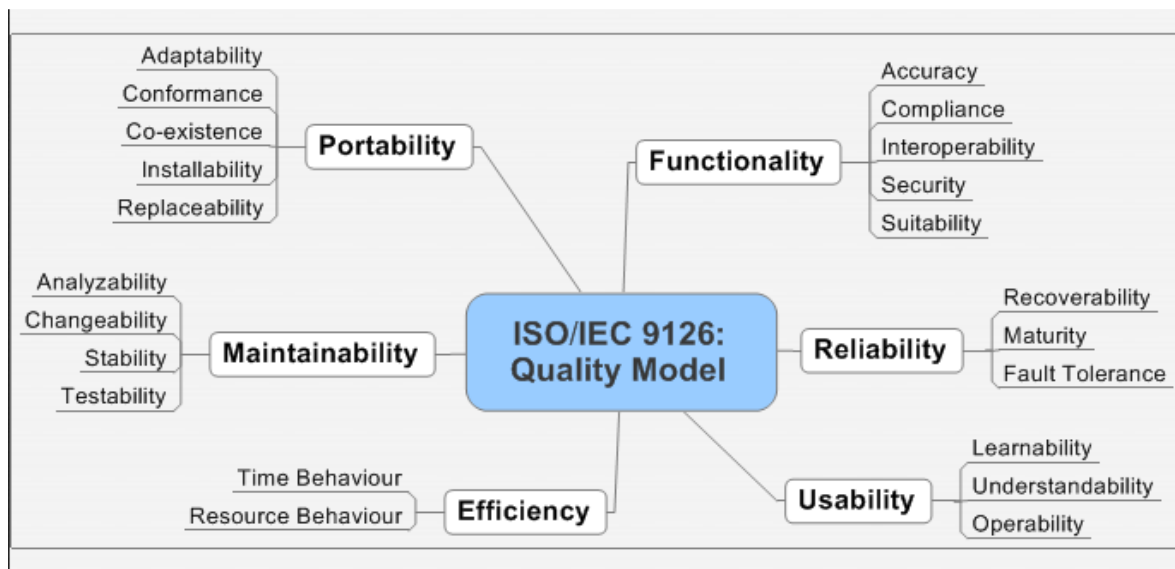 Adaptability
Conformance
Co-existence
Installability
Replaceability
Portability
Functionality
Accuracy
Compliance
Interoperability
Security
Suitability
Analyzability
Changeability
Stability
Testability
Maintainability
ISO/IEC 9126:
Quality Model
Reliability
Recoverability
Maturity
Fault Tolerance
Time Behaviour
Resource Behaviour
Efficiency
Usability
Learnability
Understandability
Operability